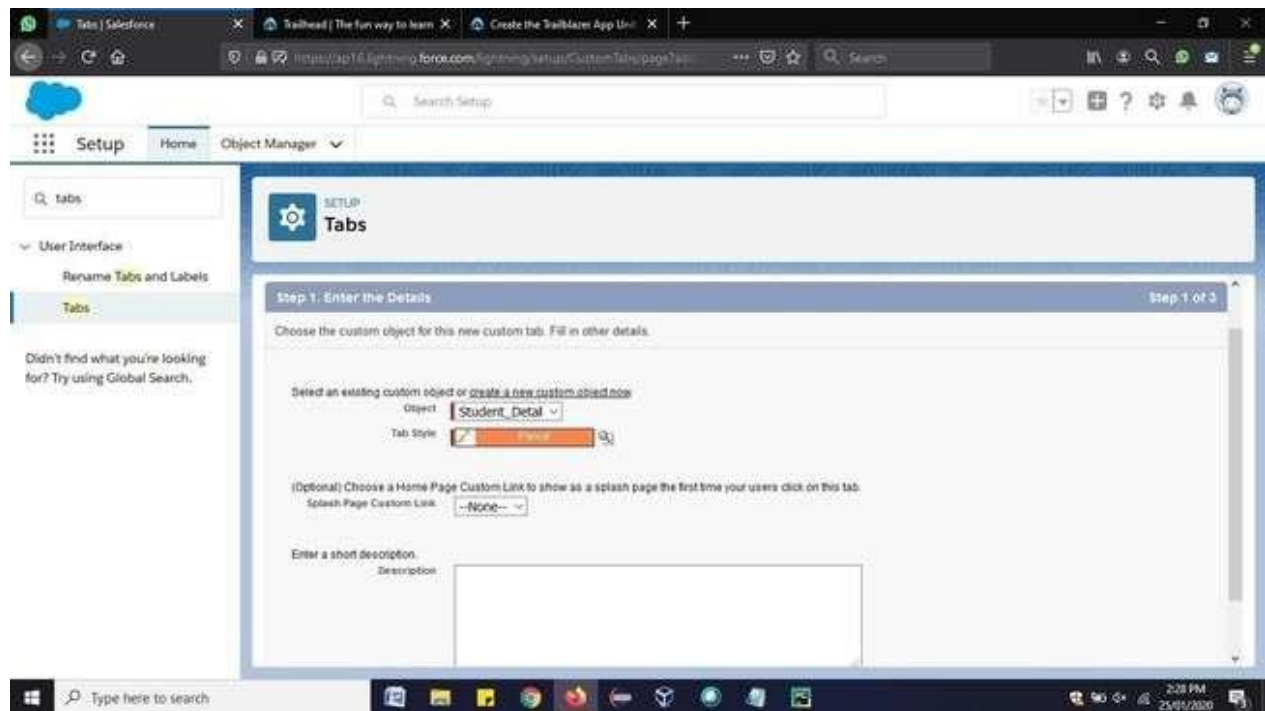 Tabs | Salesforce
Trailhead | The fun way to learn
Create the Trailblazer App Uni
force.com
Search
Search Setup
Setup
Home
Object Manager
tabs
User Interface
Rename Tabs and Labels
Tabs
Didn't find what you're looking
for? Try using Global Search.
SETUP
Tabs
Step 1. Enter the Details
Step 1 of 3
Choose the custom object for this new custom tab. Fill in other details.
Select an existing custom object or create a new custom object now.
Object
Student_Detail
Tab Style
Pencil
(Optional) Choose a Home Page Custom Link to show as a splash page the first time your users click on this tab.
Splash Page Custom Link
--None--
Enter a short description.
Description
Type here to search
2:28 PM
25/01/2020